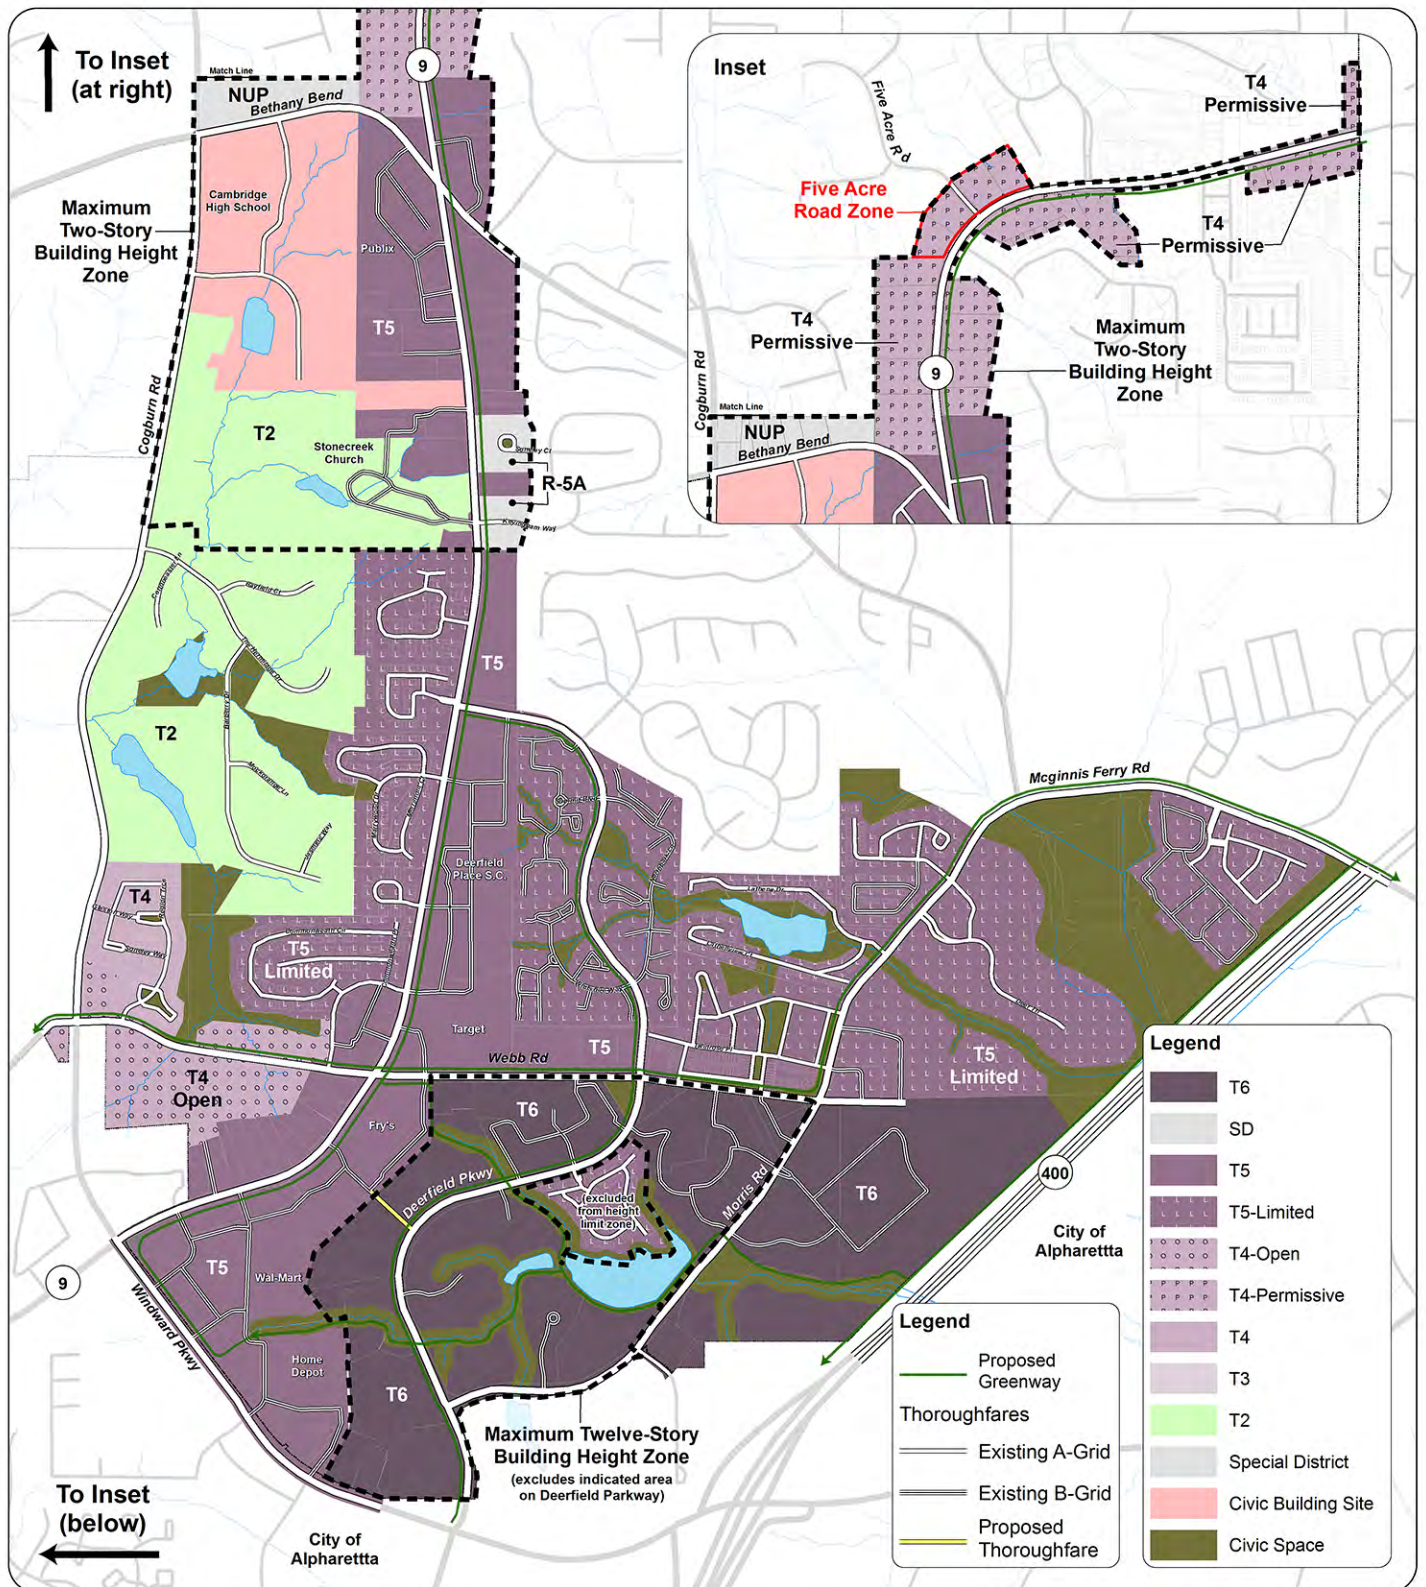 To Inset
(at right)
Match Line
NUP
Bethany Bend
9
Cambridge
High School
Maximum
Two-Story
Building Height
Zone
Publix
T5
Cogburn Rd
T2
Stonecreek
Church
R-5A
Inset
Five Acre Rd
T4
Permissive
Five Acre
Road Zone
T4
Permissive
T4
Permissive
Maximum
Two-Story
Building Height
Zone
9
Cogburn Rd
Match Line
NUP
Bethany Bend
T5
T2
Mcginnis Ferry Rd
Deerfield
Place S.C.
T4
T5
Limited
Target
T5
Webb Rd
T5
Limited
T4
Open
T6
Fry's
Deerfield Pkwy
(excluded
from height
limit zone)
Morris Rd
T6
400
City of
Alpharettta
T5
Wal-Mart
9
Windward Pkwy
Home
Depot
T6
Maximum Twelve-Story
Building Height Zone
(excludes indicated area
on Deerfield Parkway)
To Inset
(below)
City of
Alpharettta
Legend
Proposed
Greenway
Thoroughfares
Existing A-Grid
Existing B-Grid
Proposed
Thoroughfare
Legend
T6
SD
T5
T5-Limited
T4-Open
T4-Permissive
T4
T3
T2
Special District
Civic Building Site
Civic Space